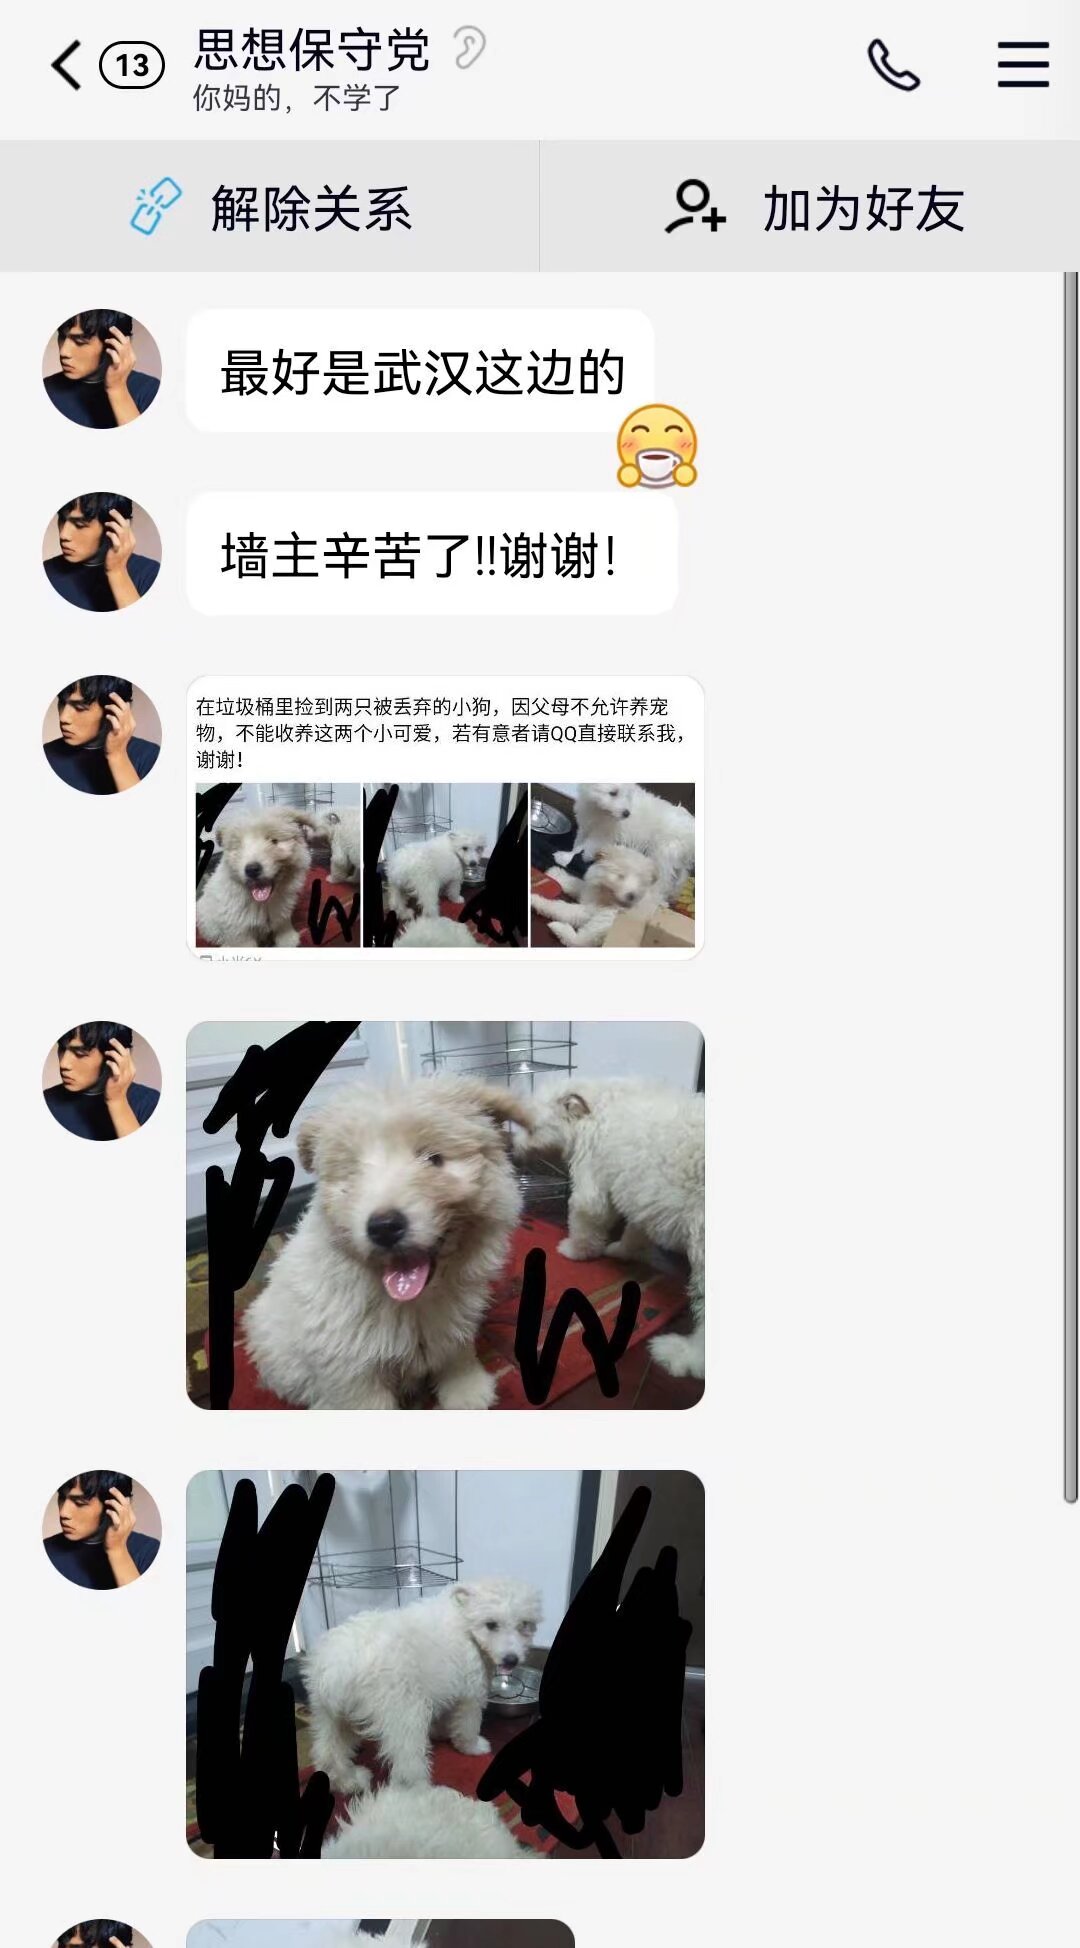 13
思想保守党
你妈的，不学了
解除关系
加为好友
最好是武汉这边的
墙主辛苦了!!谢谢!
在垃圾桶里捡到两只被丢弃的小狗，因父母不允许养宠
物，不能收养这两个小可爱，若有意者请QQ直接联系我，
谢谢！